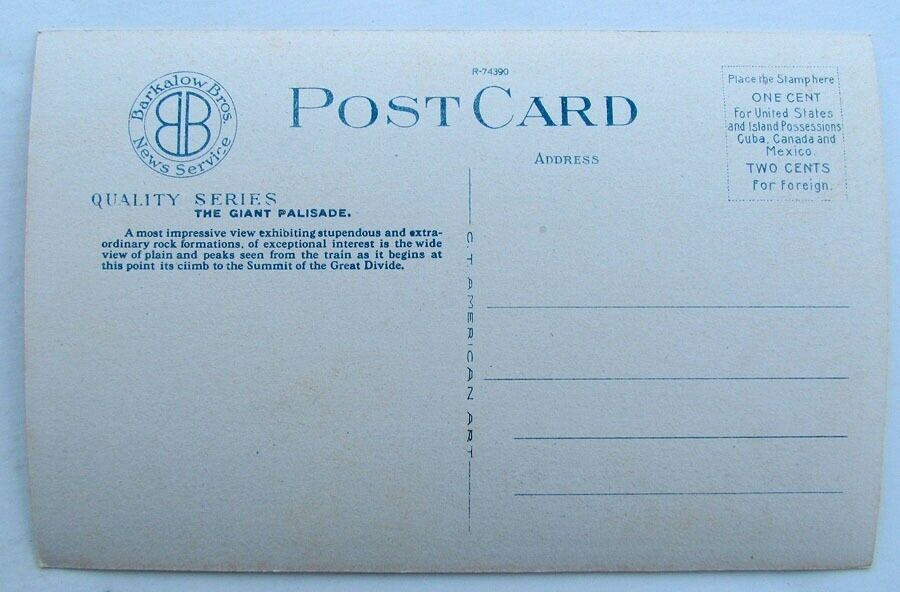 R-74390
POST CARD
Barkalow Bros.
News Service
BB
Place the Stamp here
ONE CENT
For United States
and Island Possessions
Cuba, Canada and
Mexico.
TWO CENTS
For Foreign.
ADDRESS
QUALITY SERIES
THE GIANT PALISADE.
A most impressive view exhibiting stupendous and extra-
ordinary rock formations, of exceptional interest is the wide
view of plain and peaks seen from the train as it begins at
this point its climb to the Summit of the Great Divide.
C.T. AMERICAN ART